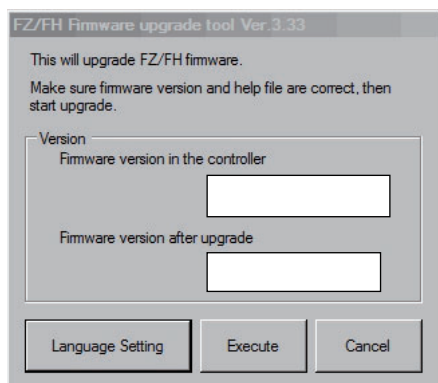 FZ/FH Firmware upgrade tool Ver.3.33
This will upgrade FZ/FH firmware.
Make sure firmware version and help file are correct, then
start upgrade.
Version
Firmware version in the controller
Firmware version after upgrade
Language Setting
Execute
Cancel